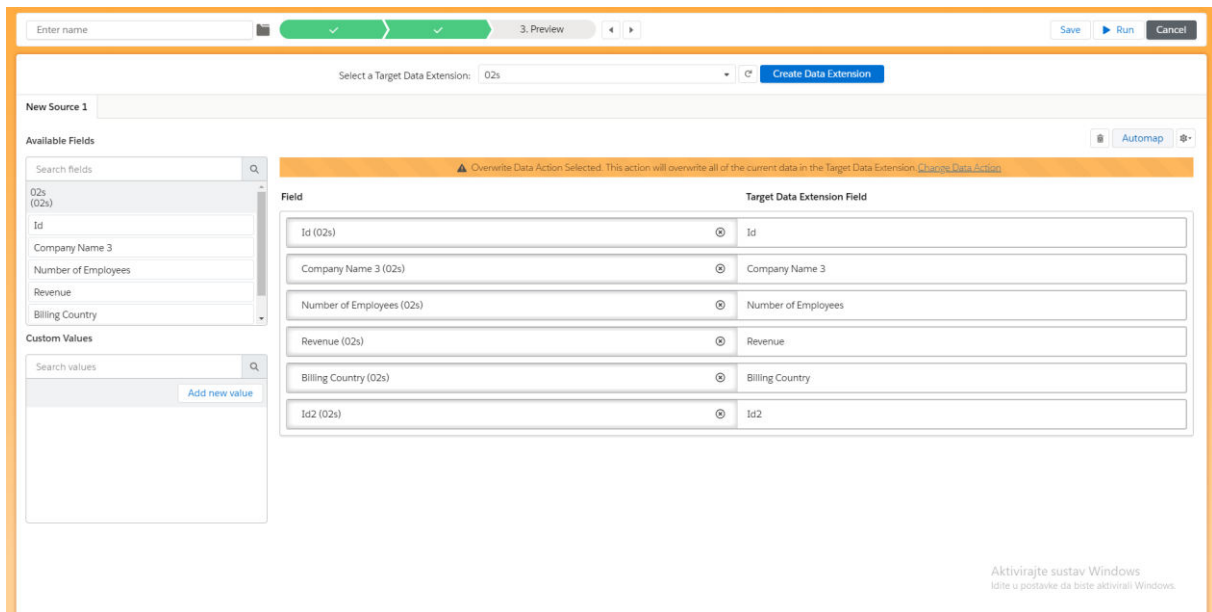 Enter name
3. Preview
Save
Run
Cancel
Select a Target Data Extension:
02s
Create Data Extension
New Source 1
Available Fields
Automap
Search fields
Overwrite Data Action Selected. This action will overwrite all of the current data in the Target Data Extension. Change Data Action
02s
(02s)
Field
Target Data Extension Field
Id
Company Name 3
Number of Employees
Revenue
Billing Country
Id (02s)
Id
Company Name 3 (02s)
Company Name 3
Number of Employees (02s)
Number of Employees
Revenue (02s)
Revenue
Billing Country (02s)
Billing Country
Id2 (02s)
Id2
Custom Values
Search values
Add new value
Aktivirajte sustav Windows
Idite u postavke da biste aktivirali Windows.